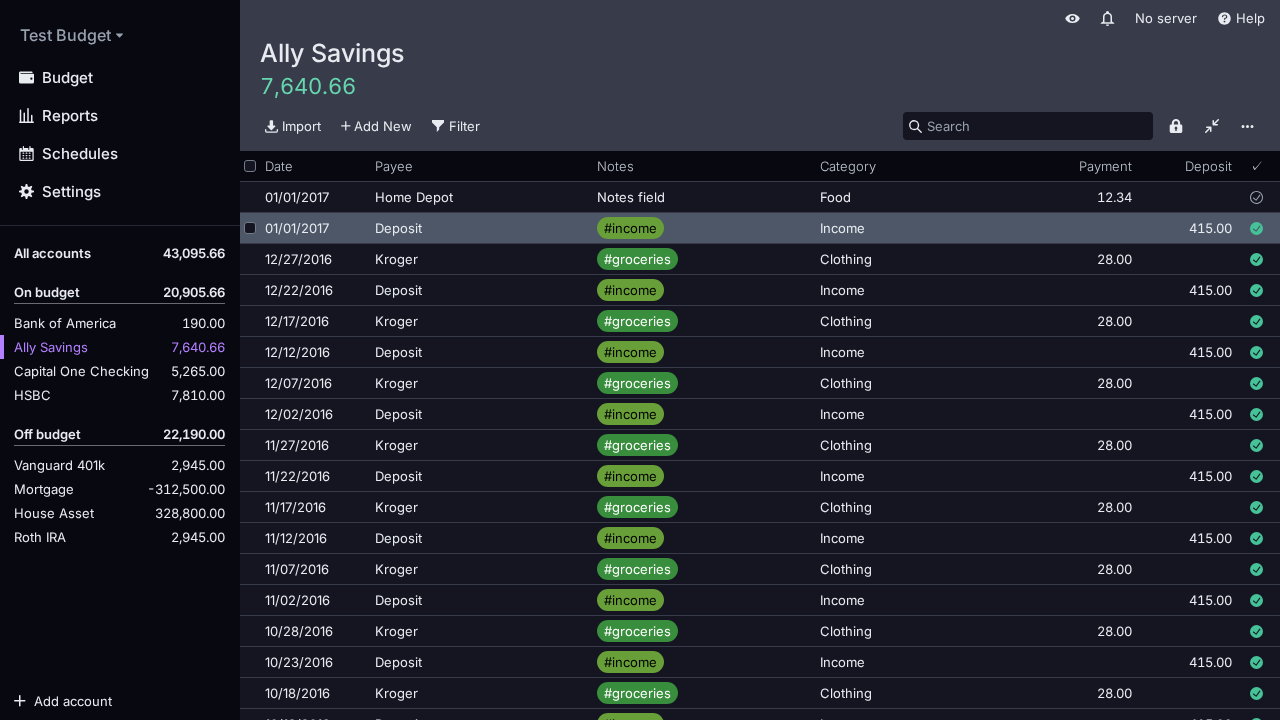 Test Budget
Budget
Reports
Schedules
Settings
All accounts 43,095.66
On budget 20,905.66
Bank of America 190.00
Ally Savings 7,640.66
Capital One Checking 5,265.00
HSBC 7,810.00
Off budget 22,190.00
Vanguard 401k 2,945.00
Mortgage -312,500.00
House Asset 328,800.00
Roth IRA 2,945.00
Add account
No server Help
Ally Savings
7,640.66
Import Add New Filter Search
Date Payee Notes Category Payment Deposit ✓
01/01/2017 Home Depot Notes field Food 12.34
01/01/2017 Deposit #income Income 415.00
12/27/2016 Kroger #groceries Clothing 28.00
12/22/2016 Deposit #income Income 415.00
12/17/2016 Kroger #groceries Clothing 28.00
12/12/2016 Deposit #income Income 415.00
12/07/2016 Kroger #groceries Clothing 28.00
12/02/2016 Deposit #income Income 415.00
11/27/2016 Kroger #groceries Clothing 28.00
11/22/2016 Deposit #income Income 415.00
11/17/2016 Kroger #groceries Clothing 28.00
11/12/2016 Deposit #income Income 415.00
11/07/2016 Kroger #groceries Clothing 28.00
11/02/2016 Deposit #income Income 415.00
10/28/2016 Kroger #groceries Clothing 28.00
10/23/2016 Deposit #income Income 415.00
10/18/2016 Kroger #groceries Clothing 28.00